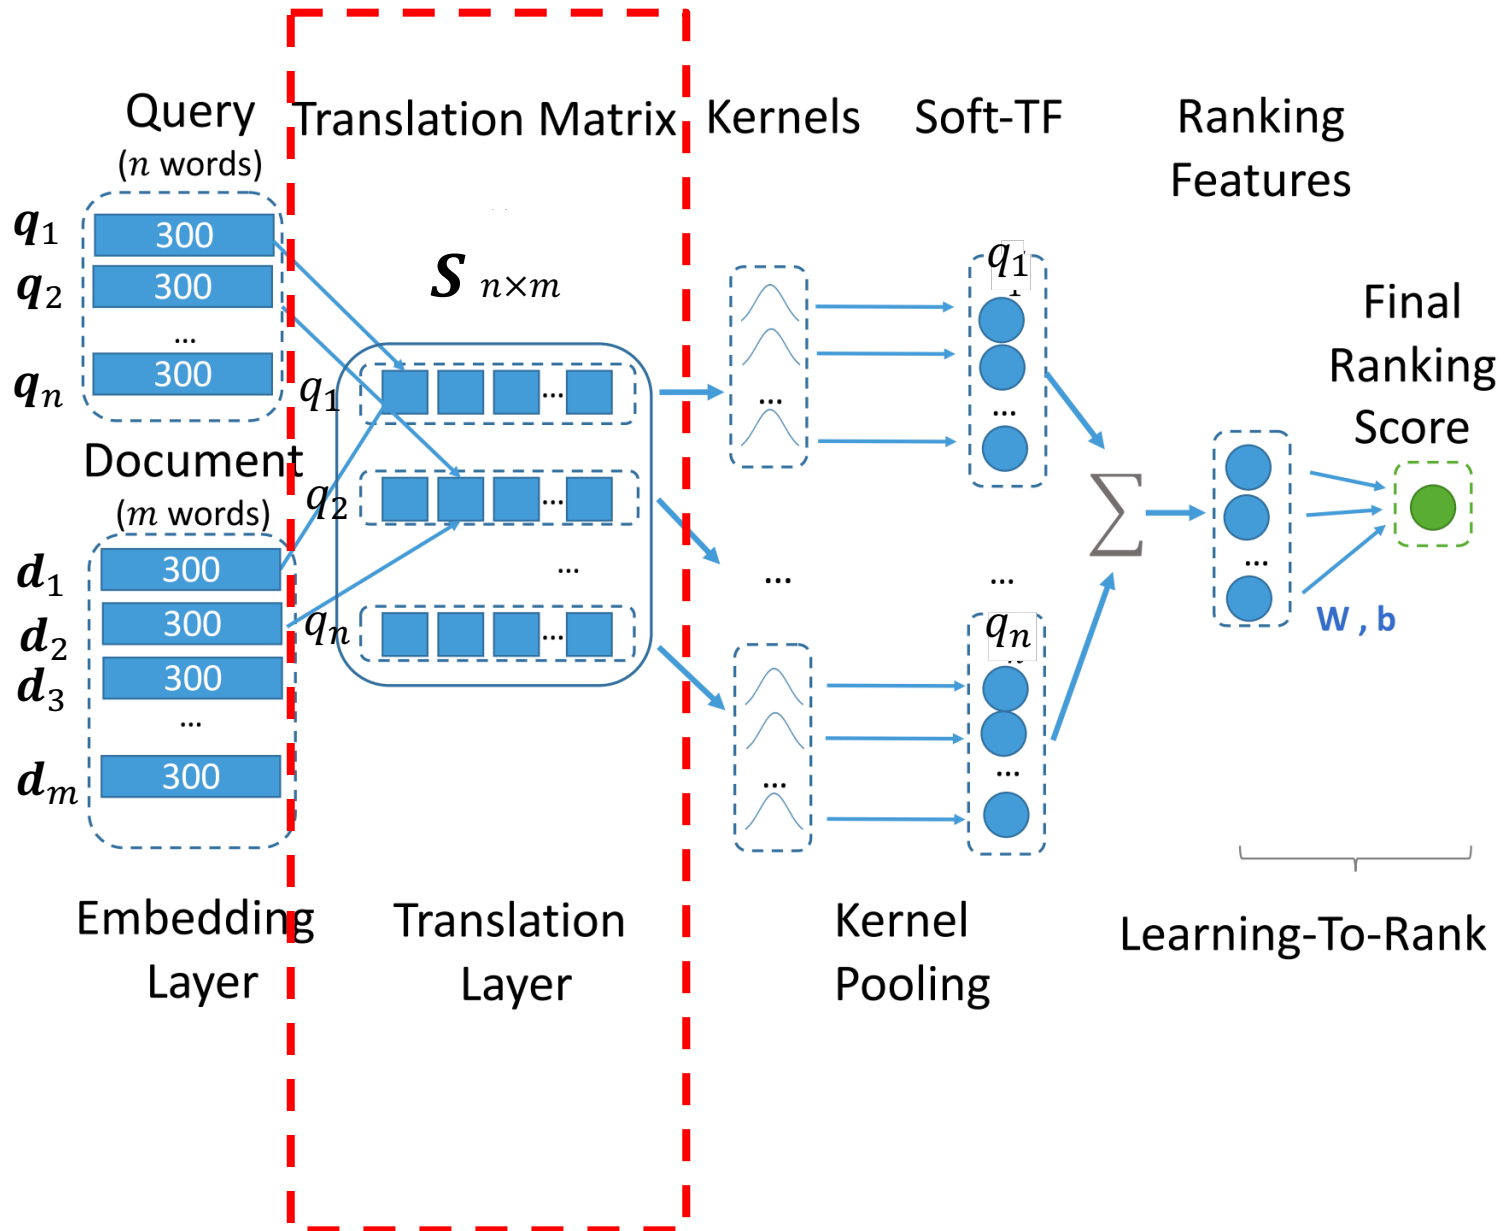 Query
(n words)
q1
300
q2
300
...
qn
300
Document
(m words)
d1
300
d2
300
d3
300
...
dm
300
Embedding
Layer
Translation Matrix
S n×m
q1
...
q2
...
...
qn
...
Translation
Layer
Kernels
...
...
...
Soft-TF
q1
...
...
qn
...
Kernel
Pooling
∑
Ranking
Features
...
W , b
Final
Ranking
Score
Learning-To-Rank